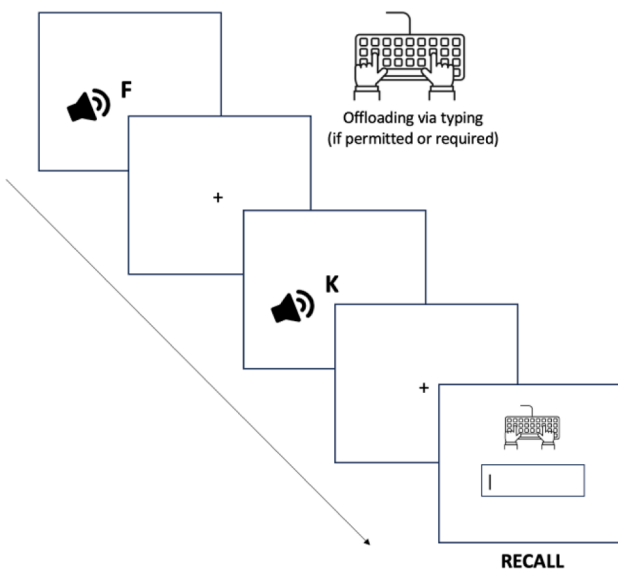 F
Offloading via typing
(if permitted or required)
+
K
+
RECALL